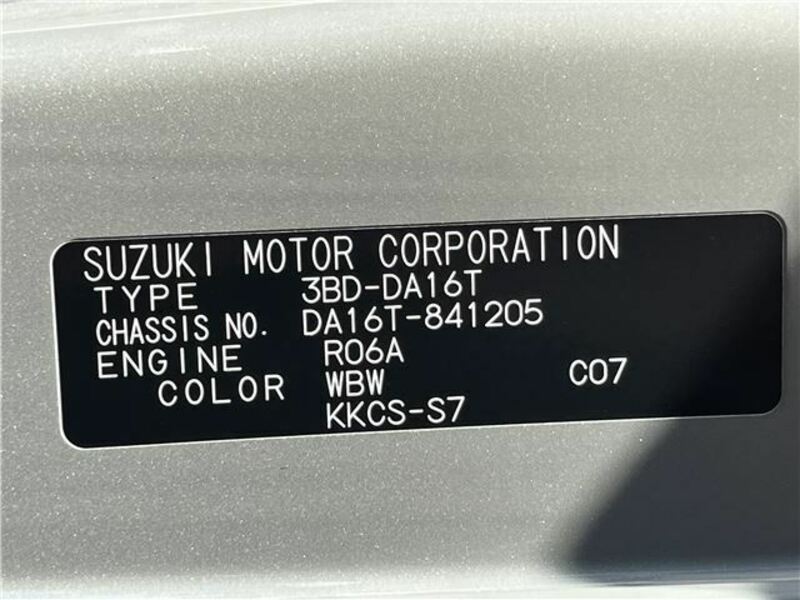 SUZUKI MOTOR CORPORATION
TYPE 3BD-DA16T
CHASSIS NO. DA16T-841205
ENGINE R06A
COLOR WBW C07
KKCS-S7